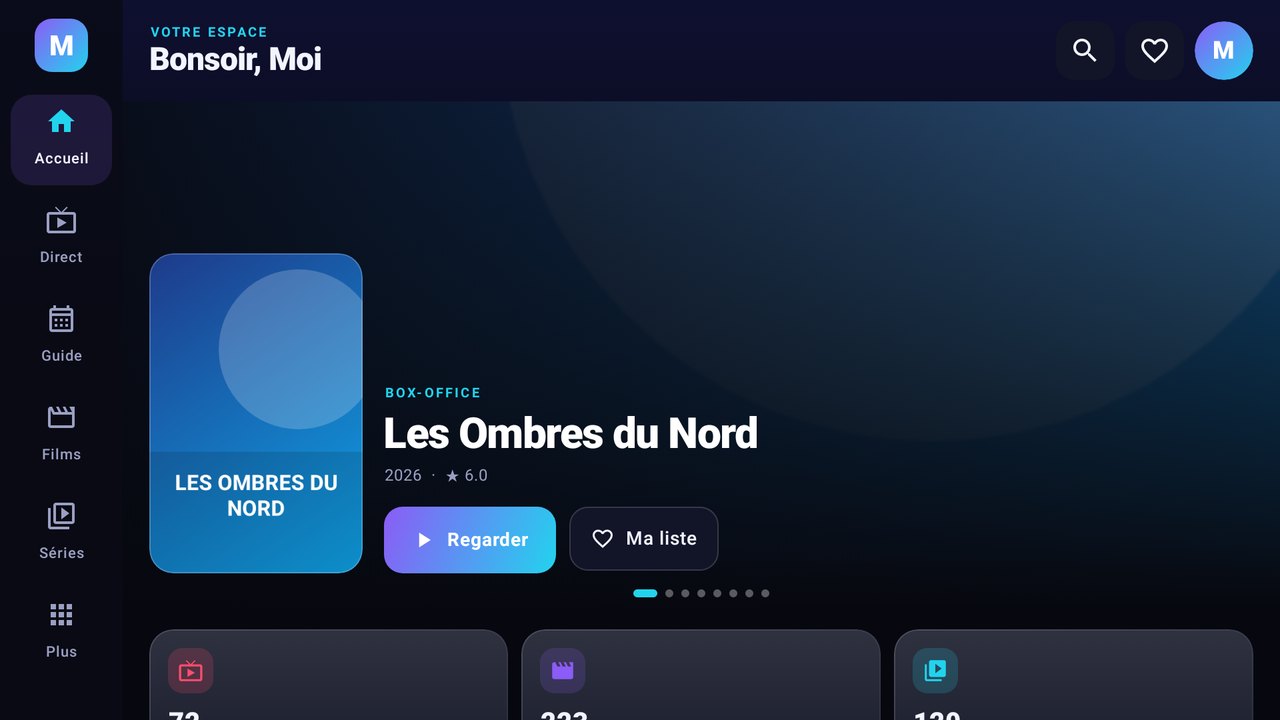 M
VOTRE ESPACE
Bonsoir, Moi
M
Accueil
Direct
Guide
Films
Séries
Plus
LES OMBRES DU
NORD
BOX-OFFICE
Les Ombres du Nord
2026 · ★ 6.0
Regarder
Ma liste